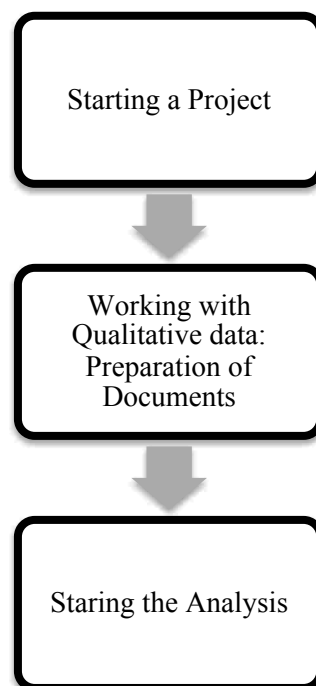 Starting a Project
Working with
Qualitative data:
Preparation of
Documents
Staring the Analysis